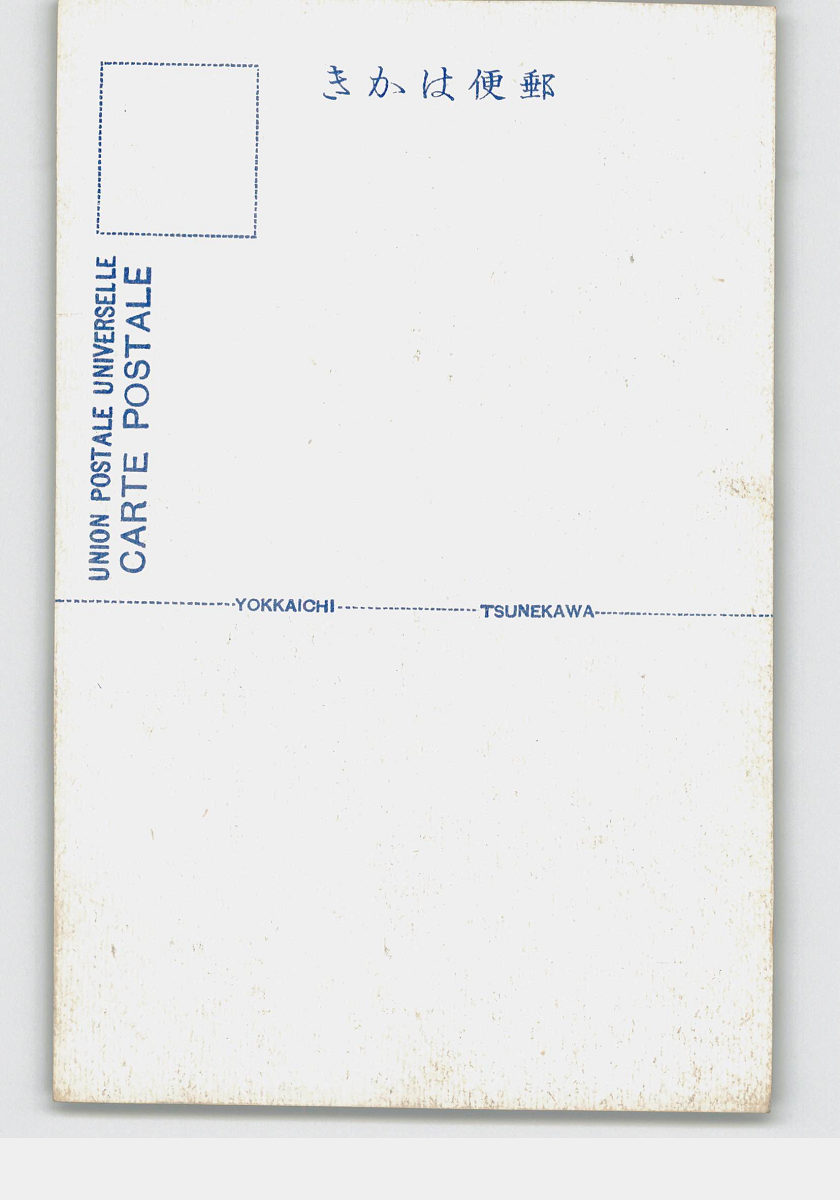 郵便はかき
UNION POSTALE UNIVERSELLE
CARTE POSTALE
YOKKAICHI
TSUNEKAWA